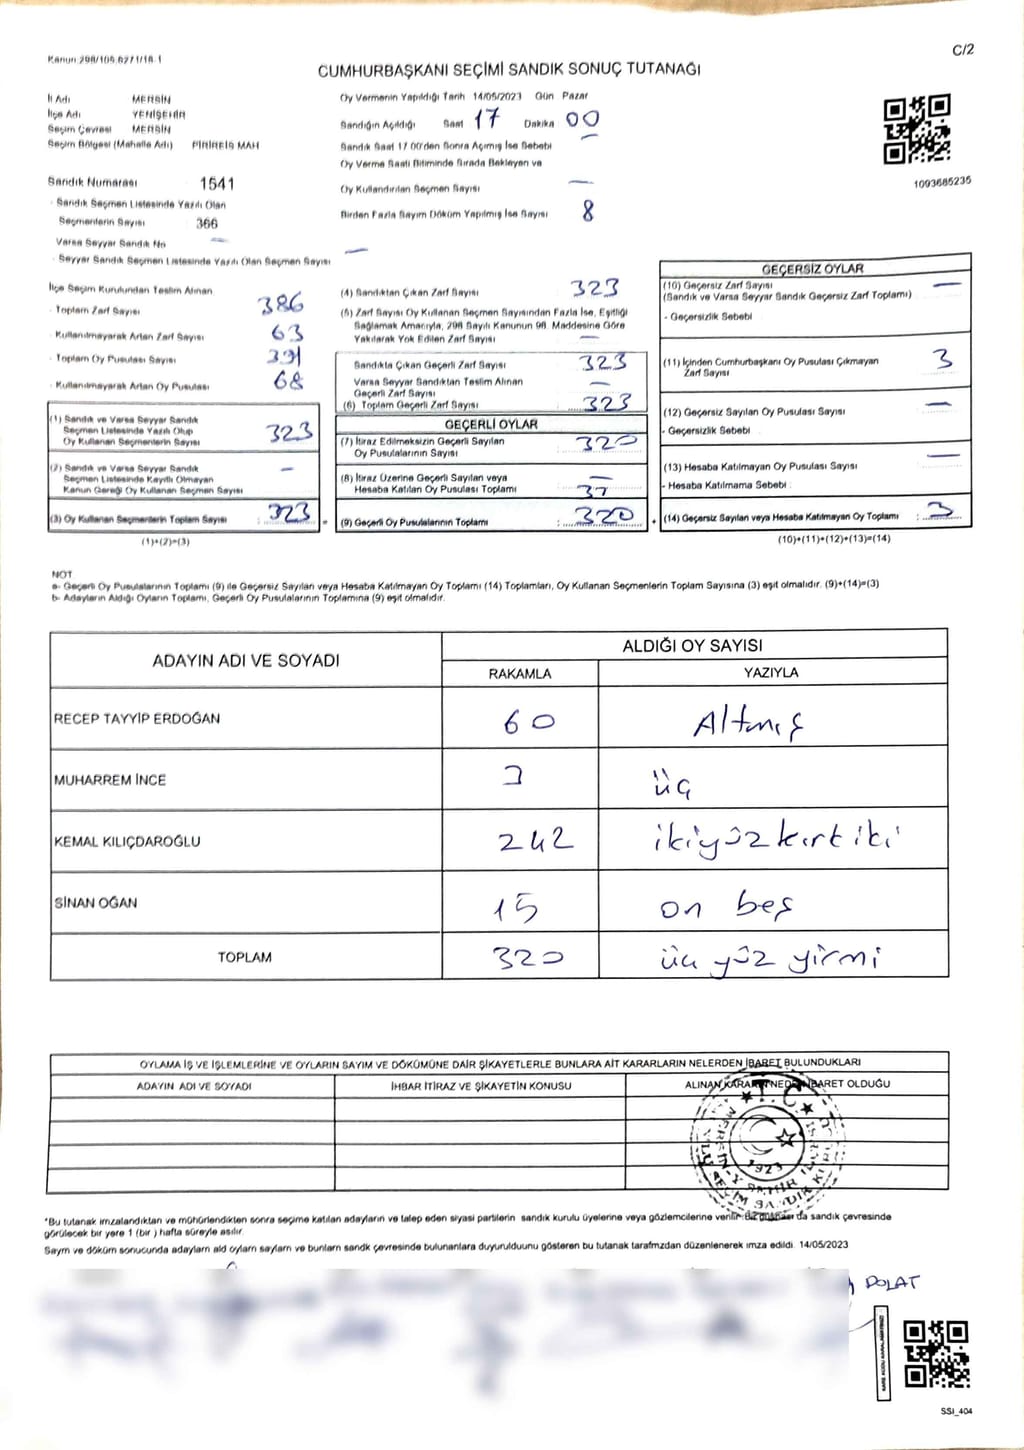 Kanun 298/105 6271/18-1
C/2
CUMHURBAŞKANI SEÇİMİ SANDIK SONUÇ TUTANAĞI
İl Adı MERSİN
İlçe Adı YENİŞEHİR
Seçim Çevresi MERSİN
Seçim Bölgesi (Mahalle Adı) PİRİREİS MAH
Sandık Numarası 1541
- Sandık Seçmen Listesinde Yazılı Olan
Seçmenlerin Sayısı 366
Varsa Seyyar Sandık No —
- Seyyar Sandık Seçmen Listesinde Yazılı Olan Seçmen Sayısı —
Oy Vermenin Yapıldığı Tarih 14/05/2023 Gün Pazar
Sandığın Açıldığı Saat 17 Dakika 00
Sandık Saat 17 00'den Sonra Açımış İse Sebebi —
Oy Verme Saati Bitiminde Sırada Bekleyen ve
Oy Kullandırılan Seçmen Sayısı —
Birden Fazla Sayım Döküm Yapılmış İse Sayısı 8
1093685235
İlçe Seçim Kurulundan Teslim Alınan
- Toplam Zarf Sayısı 386
- Kullanılmayarak Artan Zarf Sayısı 63
- Toplam Oy Pusulası Sayısı 391
- Kullanılmayarak Artan Oy Pusulası 68
(1) Sandık ve Varsa Seyyar Sandık
Seçmen Listesinde Yazılı Olup
Oy Kullanan Seçmenlerin Sayısı 323
(2) Sandık ve Varsa Seyyar Sandık
Seçmen Listesinde Kayıtlı Olmayan
Kanun Gereği Oy Kullanan Seçmen Sayısı —
(3) Oy Kullanan Seçmenlerin Toplam Sayısı : 323 =
(1)+(2)=(3)
(4) Sandıktan Çıkan Zarf Sayısı 323
(5) Zarf Sayısı Oy Kullanan Seçmen Sayısından Fazla İse, Eşitliği
Sağlamak Amacıyla, 298 Sayılı Kanunun 98. Maddesine Göre
Yakılarak Yok Edilen Zarf Sayısı —
Sandıkta Çıkan Geçerli Zarf Sayısı 323
Varsa Seyyar Sandıktan Teslim Alınan
Geçerli Zarf Sayısı —
(6) Toplam Geçerli Zarf Sayısı 323
GEÇERLİ OYLAR
(7) İtiraz Edilmeksizin Geçerli Sayılan
Oy Pusulalarının Sayısı 320
(8) İtiraz Üzerine Geçerli Sayılan veya
Hesaba Katılan Oy Pusulası Toplamı
(9) Geçerli Oy Pusulalarının Toplamı : 320 +
GEÇERSİZ OYLAR
(10) Geçersiz Zarf Sayısı —
(Sandık ve Varsa Seyyar Sandık Geçersiz Zarf Toplamı)
- Geçersizlik Sebebi
(11) İçinden Cumhurbaşkanı Oy Pusulası Çıkmayan
Zarf Sayısı 3
(12) Geçersiz Sayılan Oy Pusulası Sayısı —
- Geçersizlik Sebebi
(13) Hesaba Katılmayan Oy Pusulası Sayısı —
- Hesaba Katılmama Sebebi
(14) Geçersiz Sayılan veya Hesaba Katılmayan Oy Toplamı : 3
(10)+(11)+(12)+(13)=(14)
NOT
a- Geçerli Oy Pusulalarının Toplamı (9) ile Geçersiz Sayılan veya Hesaba Katılmayan Oy Toplamı (14) Toplamları, Oy Kullanan Seçmenlerin Toplam Sayısına (3) eşit olmalıdır. (9)+(14)=(3)
b- Adayların Aldığı Oyların Toplamı, Geçerli Oy Pusulalarının Toplamına (9) eşit olmalıdır.
ADAYIN ADI VE SOYADI
ALDIĞI OY SAYISI
RAKAMLA YAZIYLA
RECEP TAYYİP ERDOĞAN 60 Altmış
MUHARREM İNCE 3 üç
KEMAL KILIÇDAROĞLU 242 ikiyüzkırkiki
SİNAN OĞAN 15 on beş
TOPLAM 320 üç yüz yirmi
OYLAMA İŞ VE İŞLEMLERİNE VE OYLARIN SAYIM VE DÖKÜMÜNE DAİR ŞİKAYETLERLE BUNLARA AİT KARARLARIN NELERDEN İBARET BULUNDUKLARI
ADAYIN ADI VE SOYADI İHBAR İTİRAZ VE ŞİKAYETİN KONUSU ALINAN KARARIN NEDEN İBARET OLDUĞU
T.C
1923
*Bu tutanak imzalandıktan ve mühürlendikten sonra seçime katılan adayların ve talep eden siyasi partilerin sandık kurulu üyelerine veya gözlemcilerine verilir. da sandık çevresinde
görülecek bir yere 1 (bir) hafta süreyle asılır.
Sayım ve döküm sonucunda adayların ald oyların sayların ve bunların sandk çevresinde bulunanlara duyurulduunu gösteren bu tutanak tarafmzdan düzenlenerek imza edildi. 14/05/2023
POLAT
SSI_404